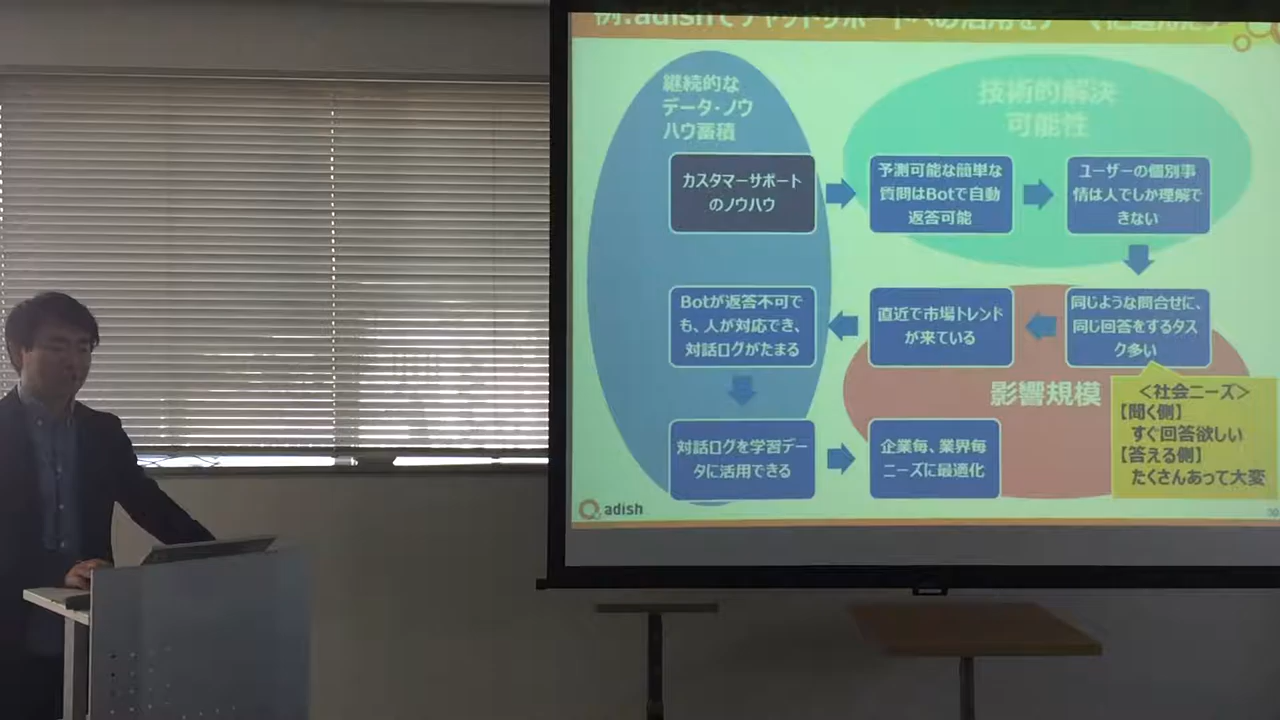 例:adishでチャットサポートへの活用を
継続的な
データ・ノウ
ハウ蓄積
技術的解決
可能性
カスタマーサポート
のノウハウ
予測可能な簡単な
質問はBotで自動
返答可能
ユーザーの個別事
情は人でしか理解で
きない
Botが返答不可で
も、人が対応でき、
対話ログがたまる
直近で市場トレンド
が来ている
同じような問合せに、
同じ回答をするタス
ク多い
影響規模
＜社会ニーズ＞
【聞く側】
すぐ回答欲しい
【答える側】
たくさんあって大変
対話ログを学習デー
タに活用できる
企業毎、業界毎
ニーズに最適化
adish
30